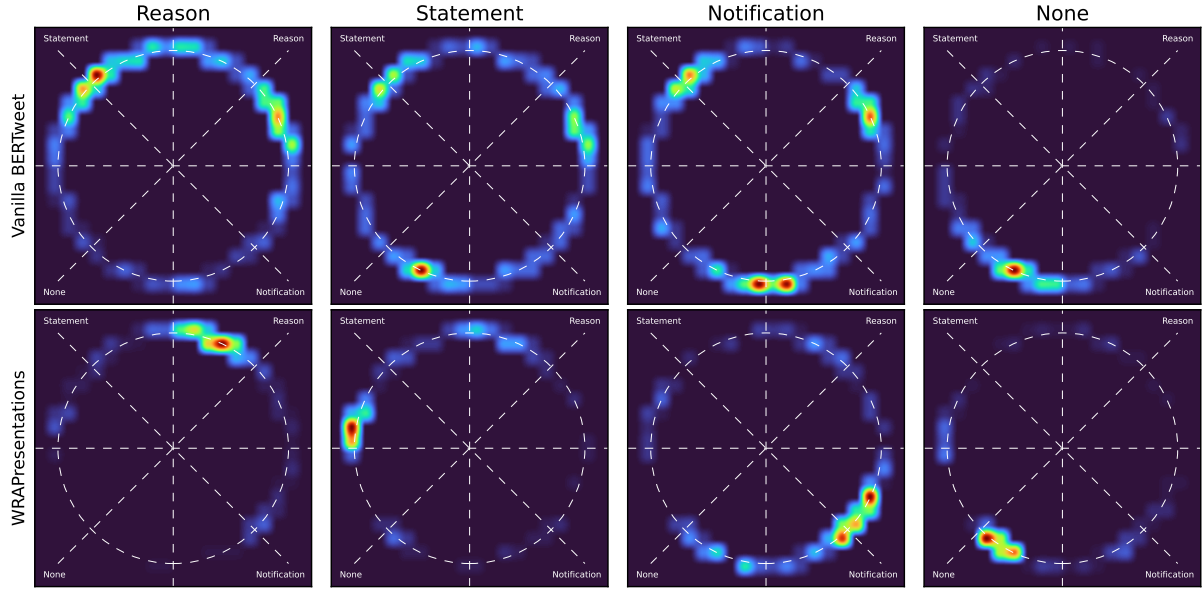 Reason Statement Notification None
Vanilla BERTweet
Statement Reason Statement Reason Statement Reason Statement Reason
None Notification None Notification None Notification None Notification
WRAPresentations
Statement Reason Statement Reason Statement Reason Statement Reason
None Notification None Notification None Notification None Notification